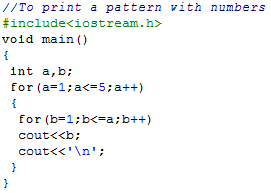 //To print a pattern with numbers
#include<iostream.h>
void main()
{
int a,b;
for(a=1;a<=5;a++)
{
for(b=1;b<=a;b++)
cout<<b;
cout<<'\n';
}
}